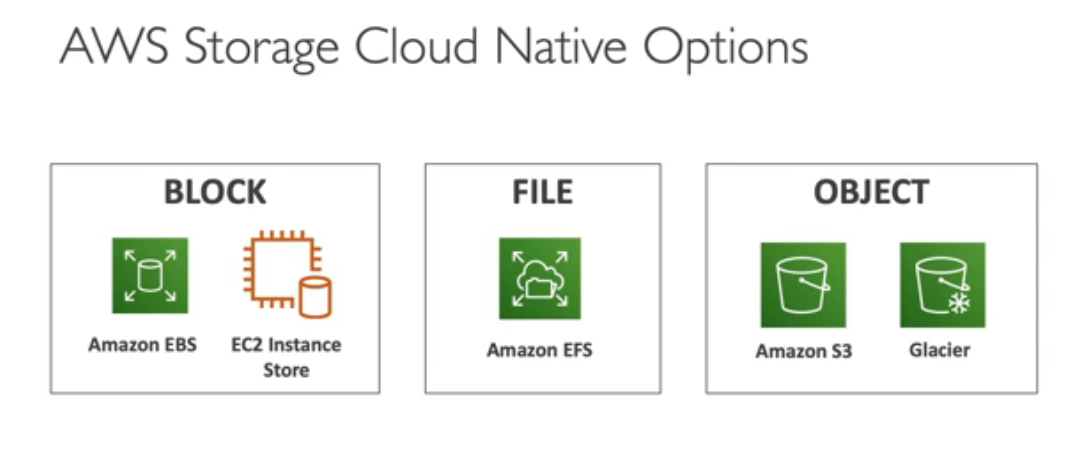 AWS Storage Cloud Native Options
BLOCK
Amazon EBS
EC2 Instance
Store
FILE
Amazon EFS
OBJECT
Amazon S3
Glacier